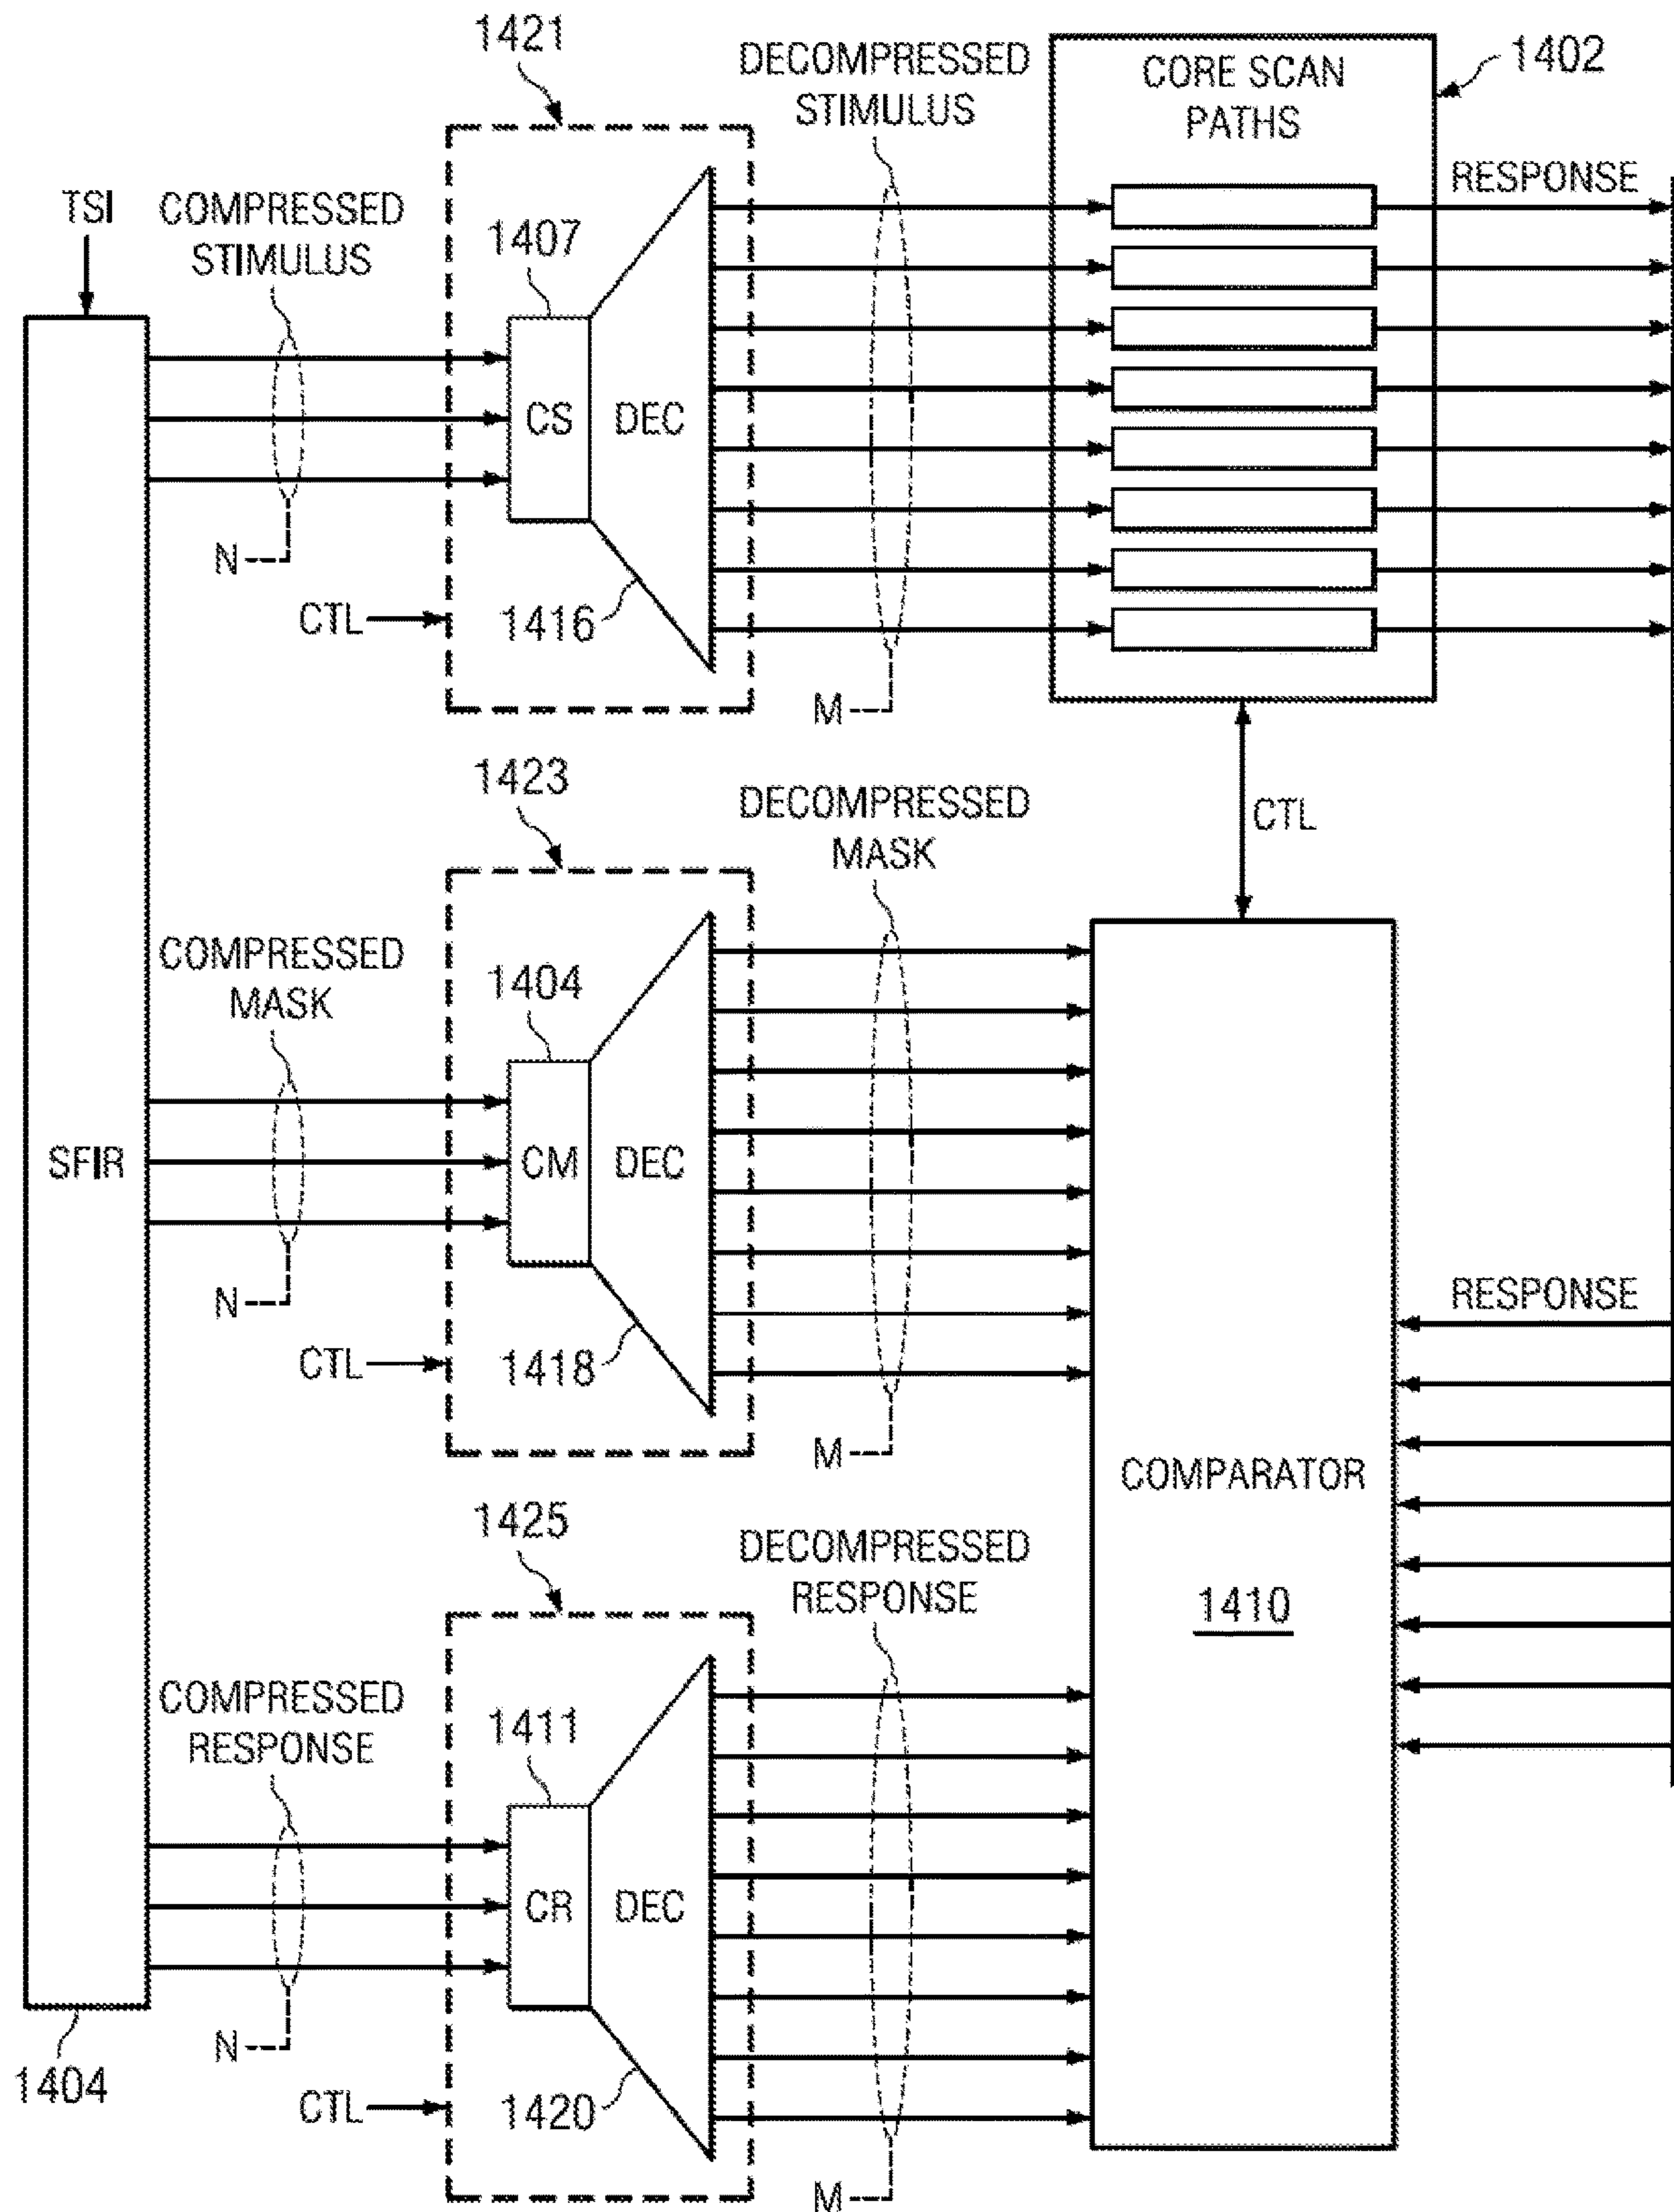 1421
DECOMPRESSED
STIMULUS
CORE SCAN
PATHS
1402
TSI
COMPRESSED
STIMULUS
1407
RESPONSE
CS
DEC
N
CTL
1416
M
1423
DECOMPRESSED
MASK
CTL
COMPRESSED
MASK
1404
SFIR
CM
DEC
N
CTL
1418
M
RESPONSE
COMPARATOR
1410
1425
DECOMPRESSED
RESPONSE
COMPRESSED
RESPONSE
1411
CR
DEC
N
1404
CTL
1420
M